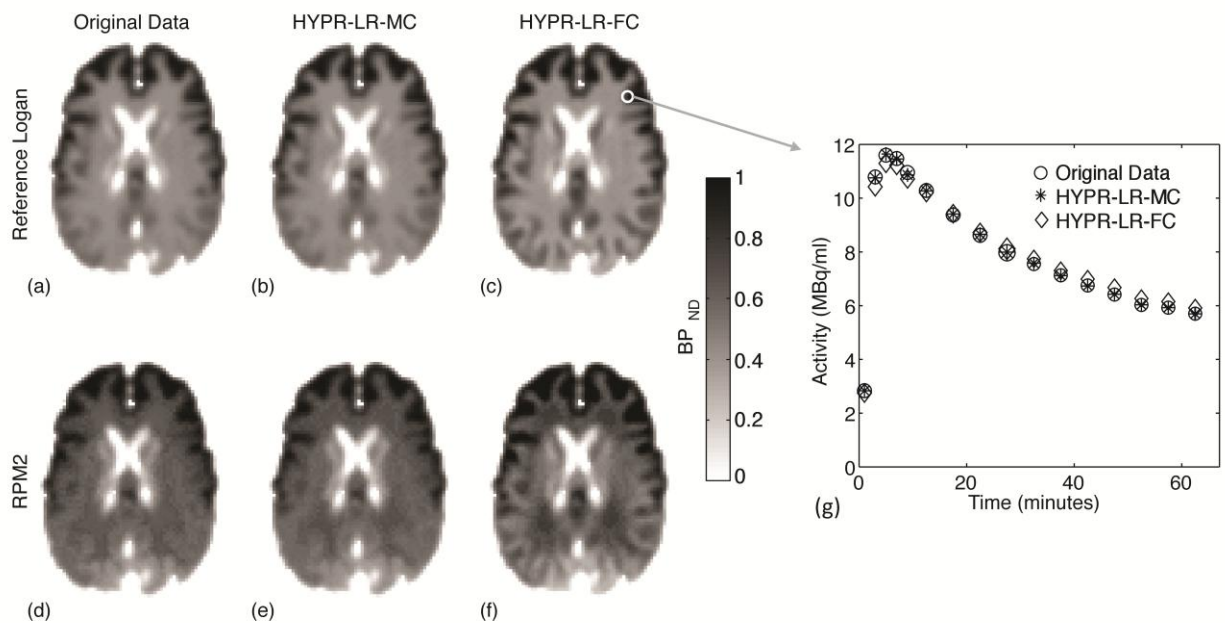 Original Data
HYPR-LR-MC
HYPR-LR-FC
Reference Logan
(a)
(b)
(c)
RPM2
(d)
(e)
(f)
BP ND
1
0.8
0.6
0.4
0.2
0
Activity (MBq/ml)
12
10
8
6
4
2
0
Original Data
HYPR-LR-MC
HYPR-LR-FC
0
20
40
60
Time (minutes)
(g)